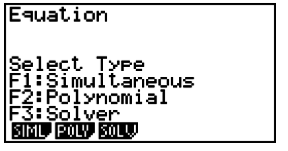 Equation
Select Type
F1:Simultaneous
F2:Polynomial
F3:Solver
SIML POLY SOLV